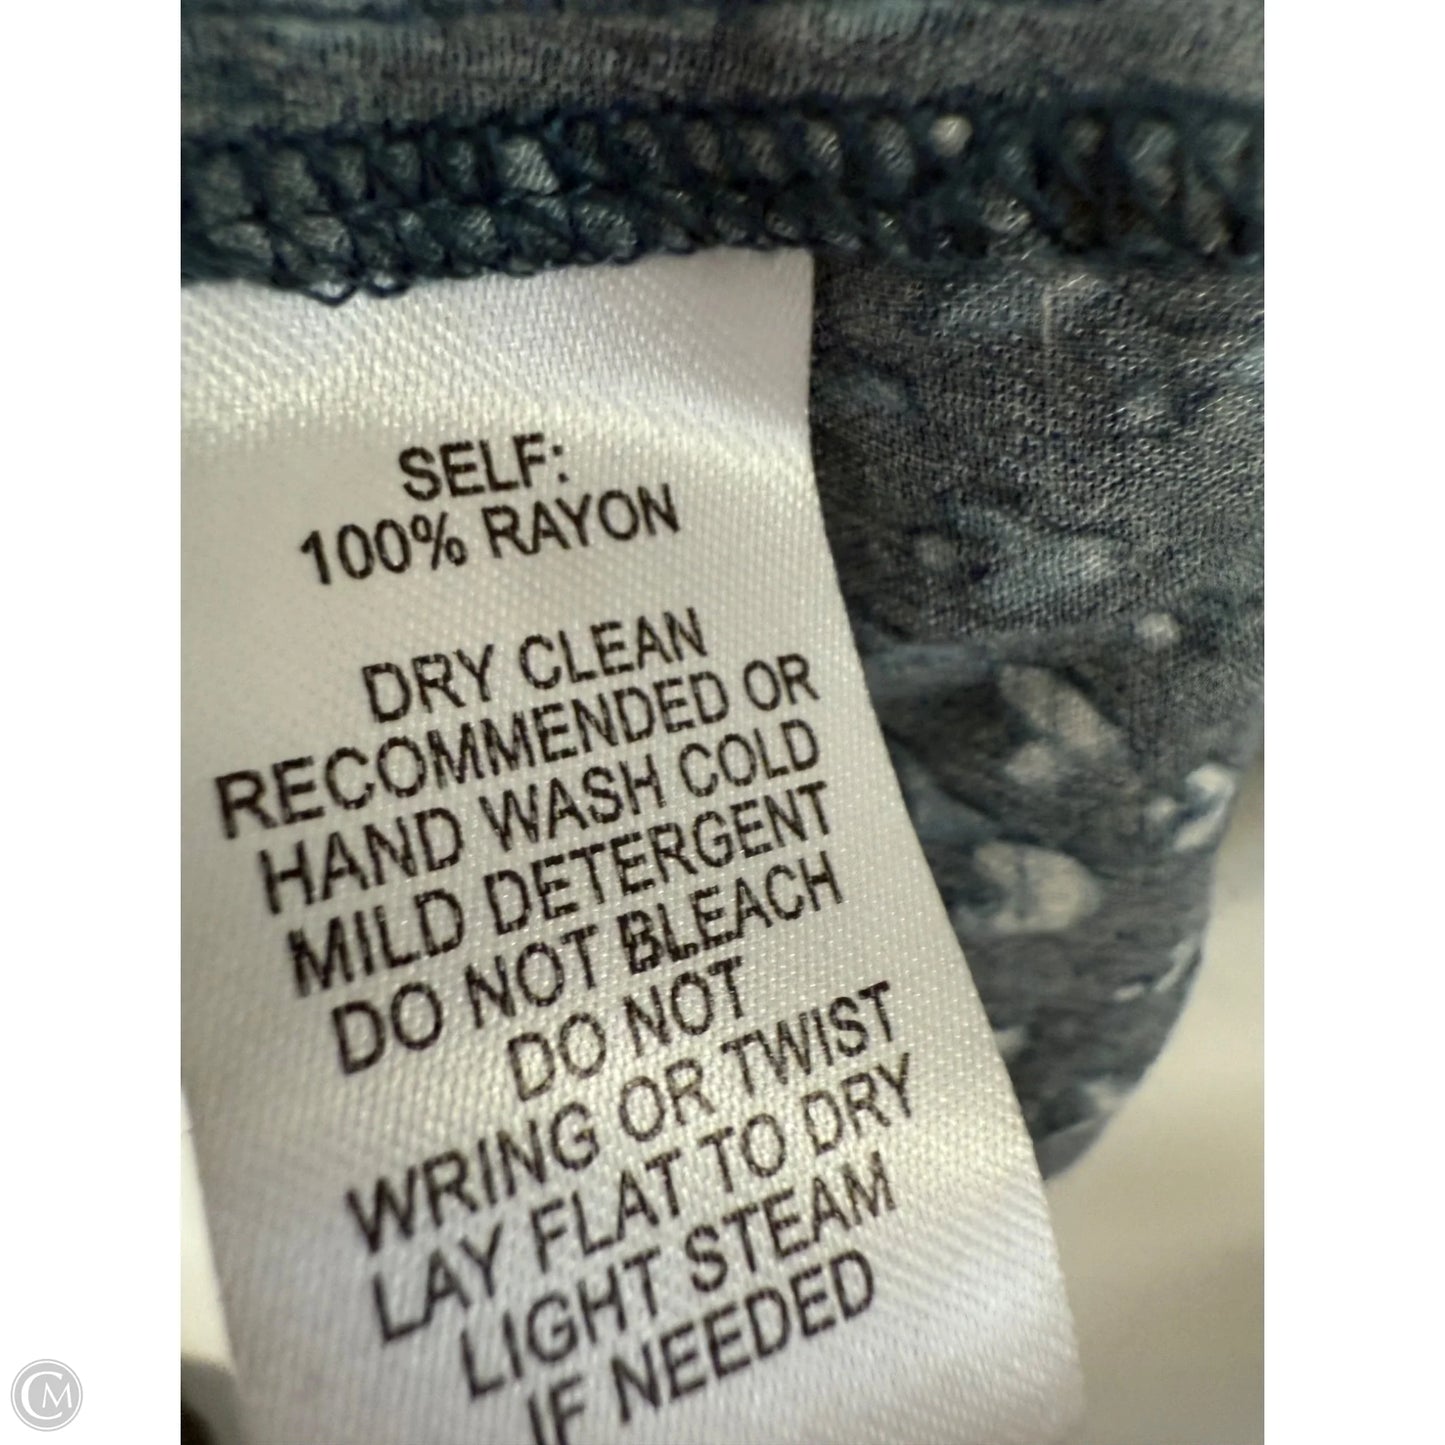 SELF:
100% RAYON
DRY CLEAN
RECOMMENDED OR
HAND WASH COLD
MILD DETERGENT
DO NOT BLEACH
DO NOT
WRING OR TWIST
LAY FLAT TO DRY
LIGHT STEAM
IF NEEDED
CM